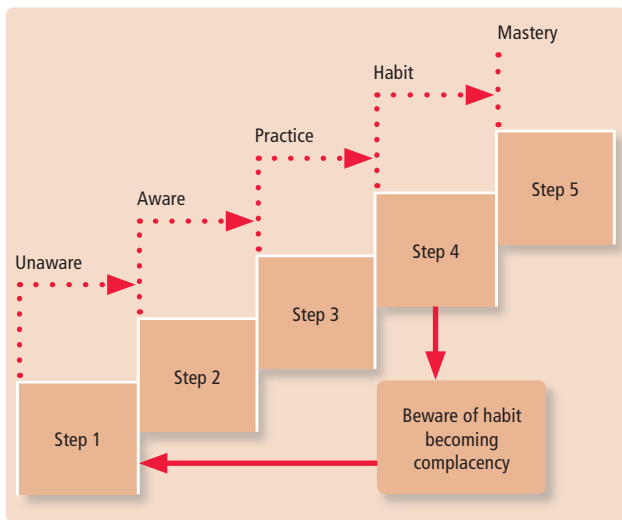 Mastery
Habit
Practice
Aware
Unaware
Step 5
Step 4
Step 3
Step 2
Step 1
Beware of habit
becoming
complacency